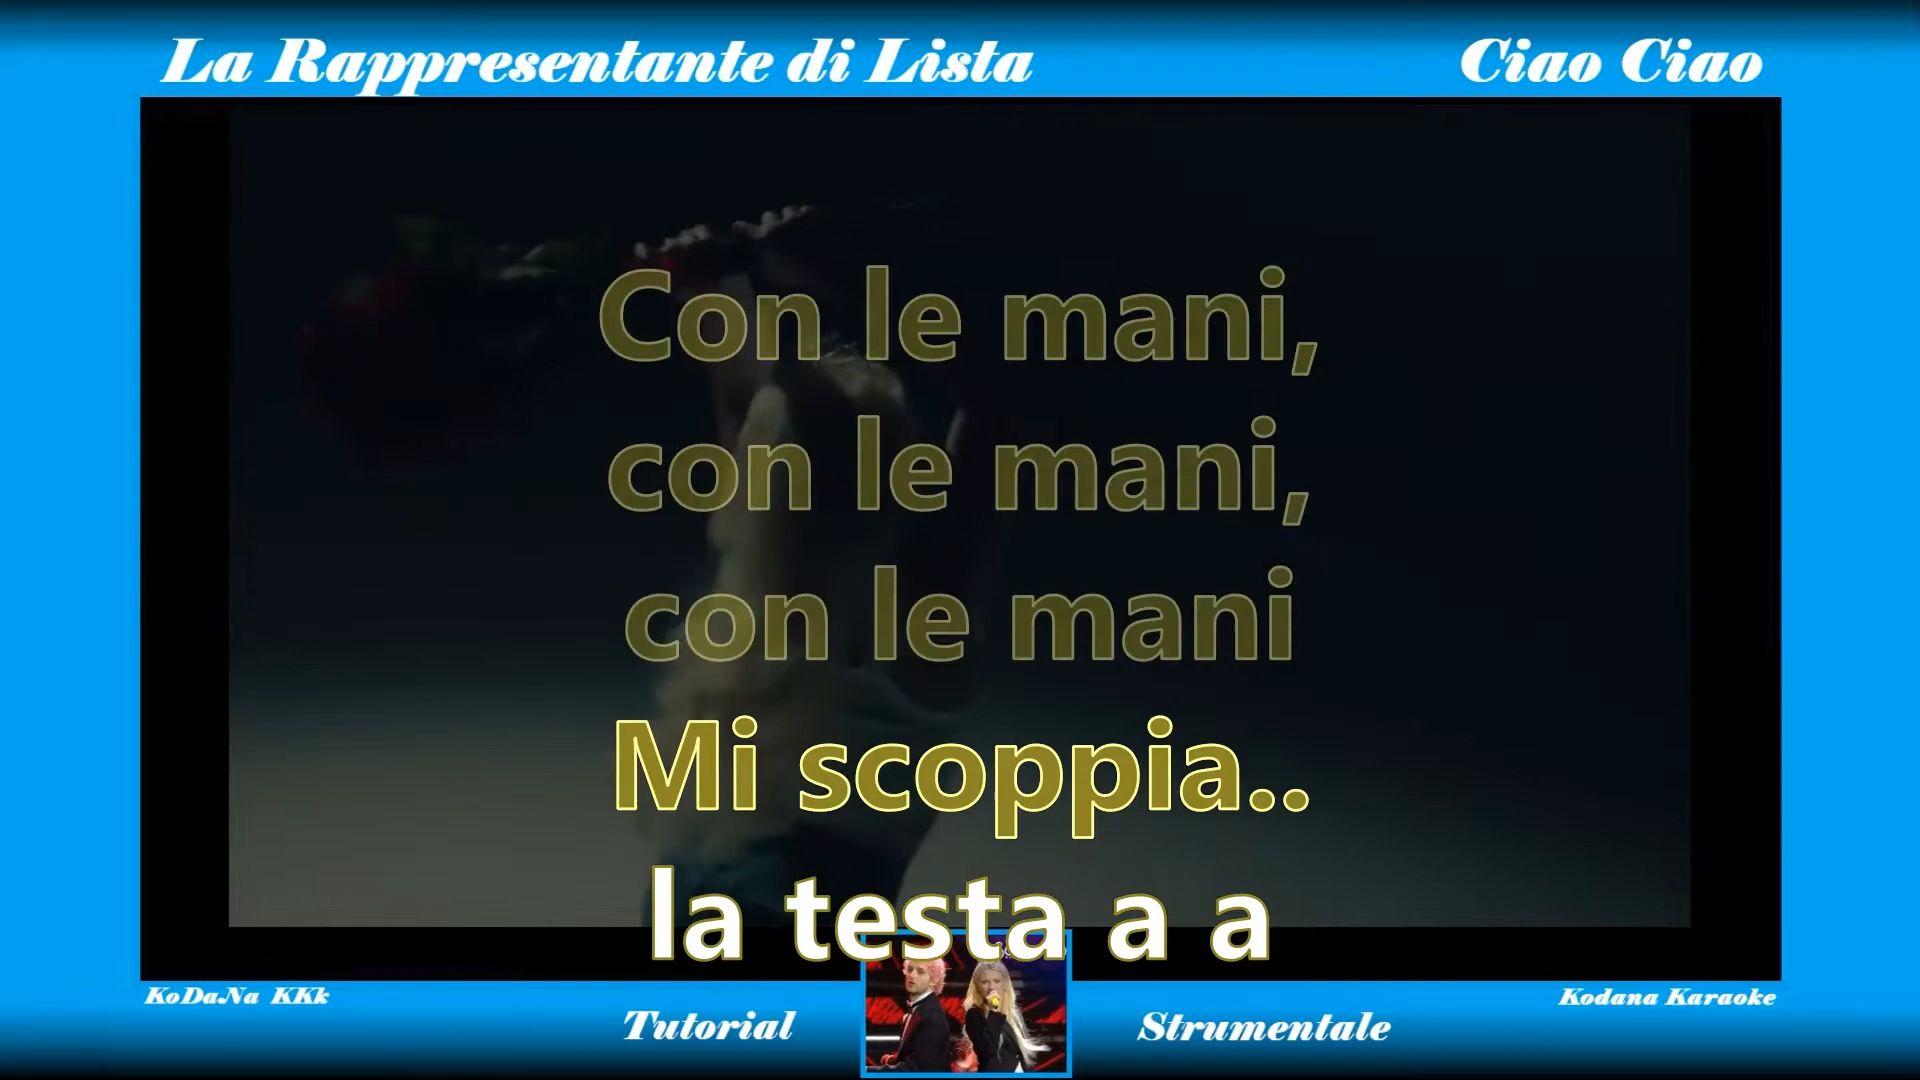 La Rappresentante di Lista
Ciao Ciao
Con le mani,
con le mani,
con le mani
Mi scoppia..
la testa a a
KoDaNa KKk
Kodana Karaoke
Tutorial
Strumentale